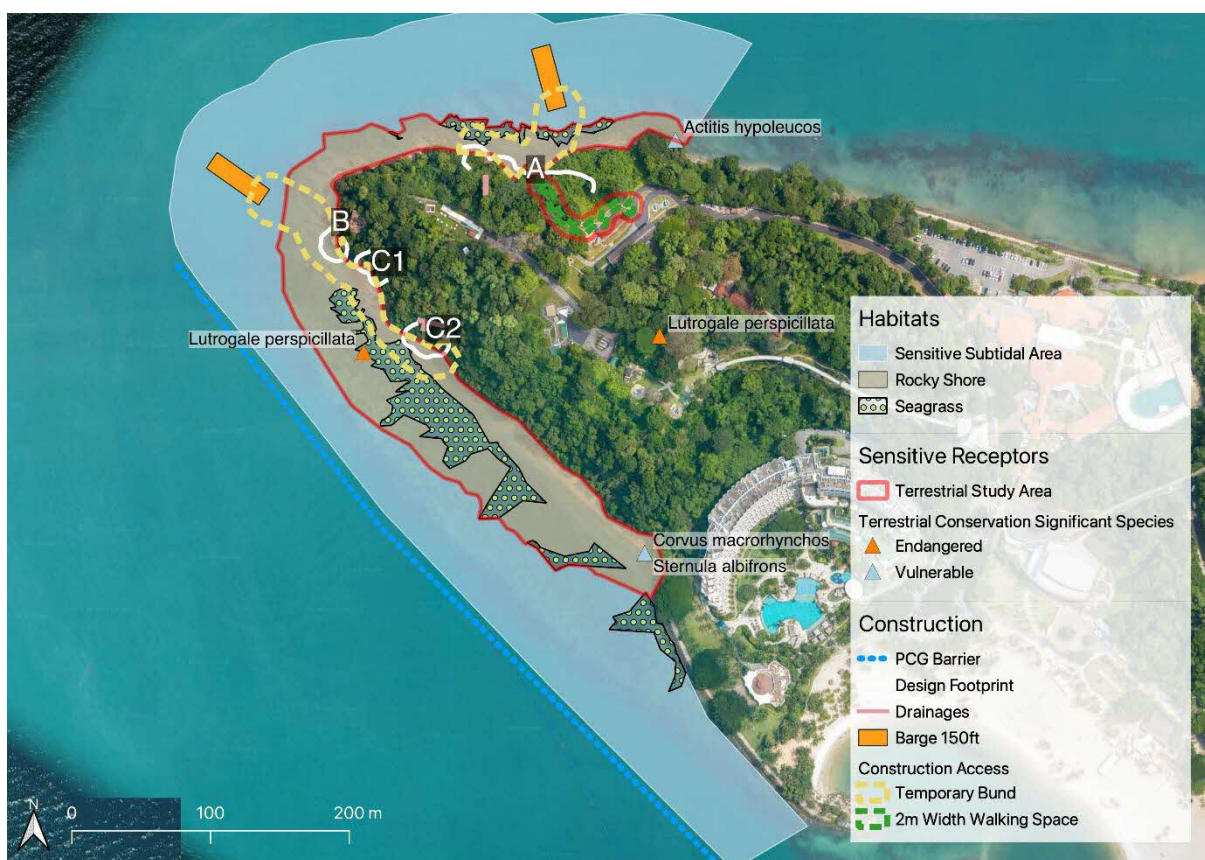 Actitis hypoleucos
A
B
C1
C2
Lutrogale perspicillata
Lutrogale perspicillata
Corvus macrorhynchos
Sternula albifrons
Habitats
Sensitive Subtidal Area
Rocky Shore
Seagrass
Sensitive Receptors
Terrestrial Study Area
Terrestrial Conservation Significant Species
Endangered
Vulnerable
Construction
PCG Barrier
Design Footprint
Drainages
Barge 150ft
Construction Access
Temporary Bund
2m Width Walking Space
N
0 100 200 m